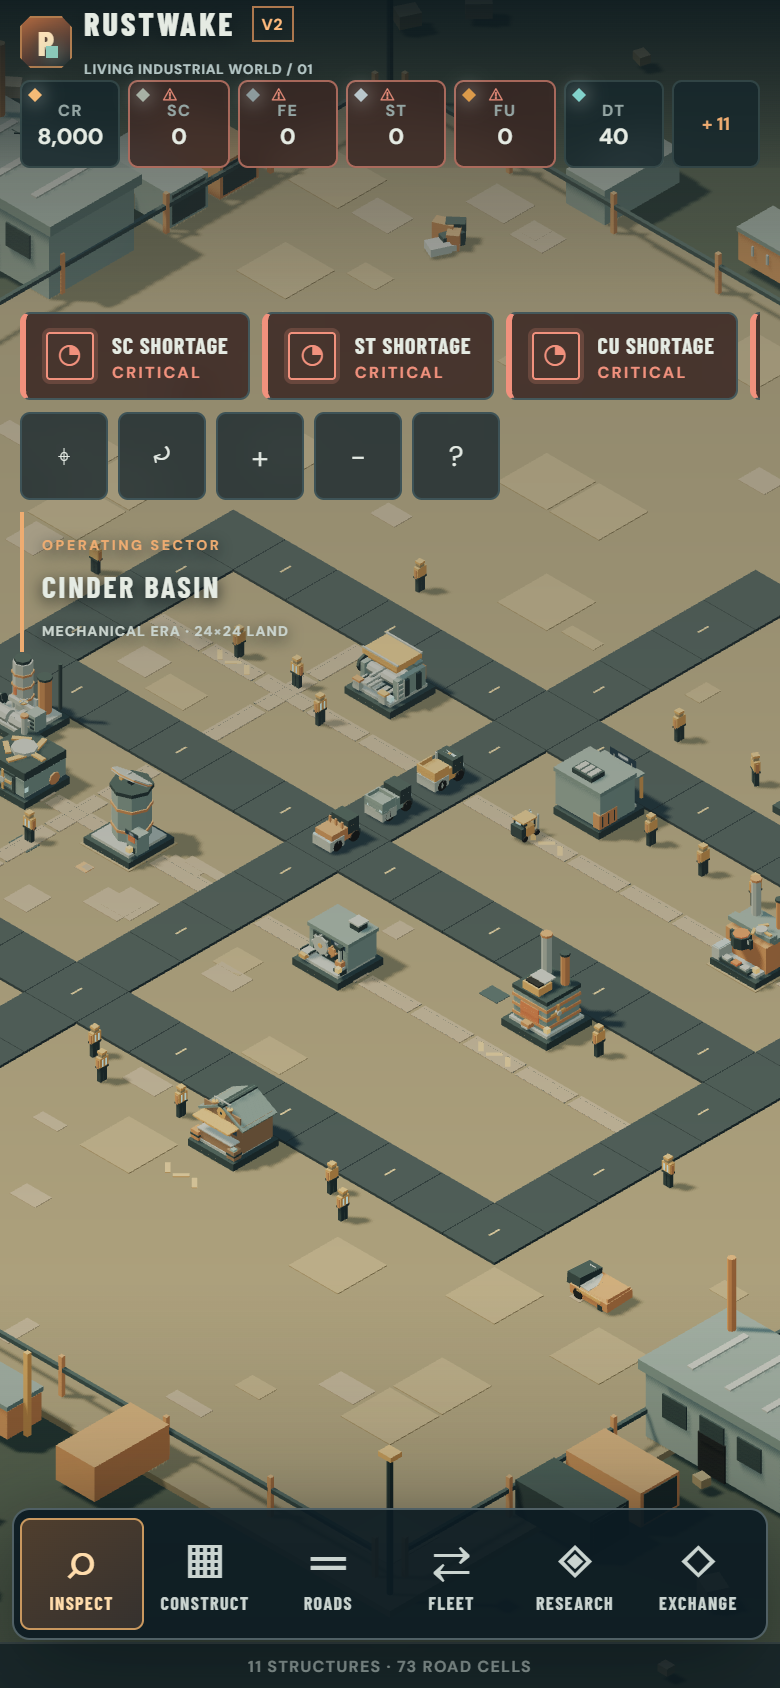 R
RUSTWAKE V2
LIVING INDUSTRIAL WORLD / 01
CR SC FE ST FU DT
8,000 0 0 0 0 40 + 11
SC SHORTAGE
CRITICAL
ST SHORTAGE
CRITICAL
CU SHORTAGE
CRITICAL
+ − ?
OPERATING SECTOR
CINDER BASIN
MECHANICAL ERA · 24×24 LAND
INSPECT CONSTRUCT ROADS FLEET RESEARCH EXCHANGE
11 STRUCTURES · 73 ROAD CELLS